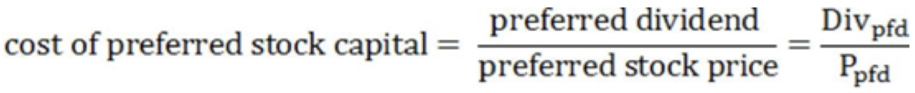 cost of preferred stock capital = preferred dividend / preferred stock price = Div_pfd / P_pfd